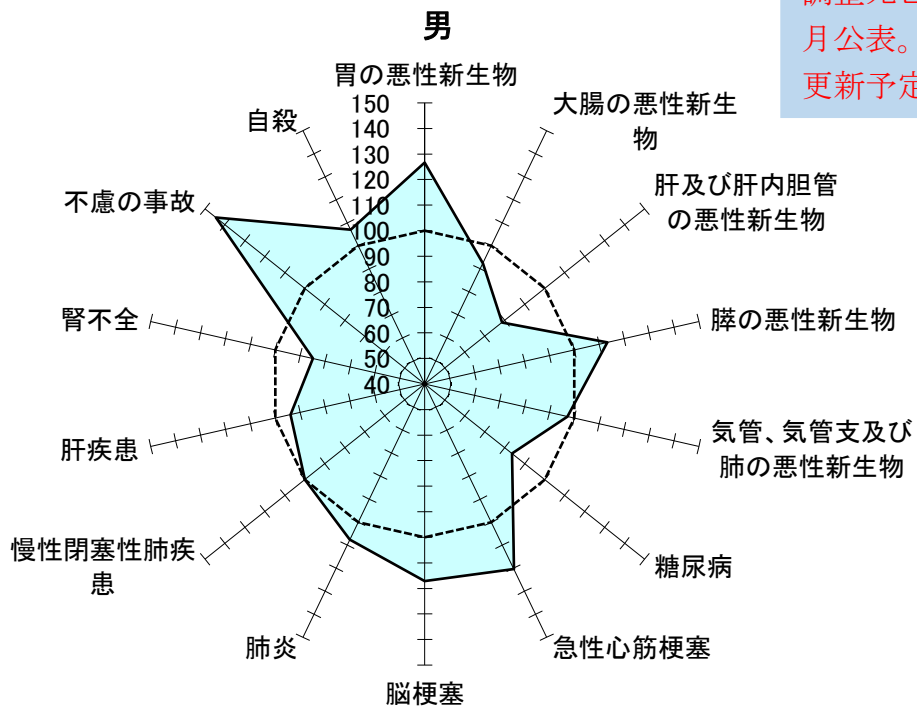 男
月公表。
更新予定
胃の悪性新生物
大腸の悪性新生
物
肝及び肝内胆管
の悪性新生物
膵の悪性新生物
気管、気管支及び
肺の悪性新生物
糖尿病
急性心筋梗塞
脳梗塞
肺炎
慢性閉塞性肺疾
患
肝疾患
腎不全
不慮の事故
自殺
150
140
130
120
110
100
90
80
70
60
50
40